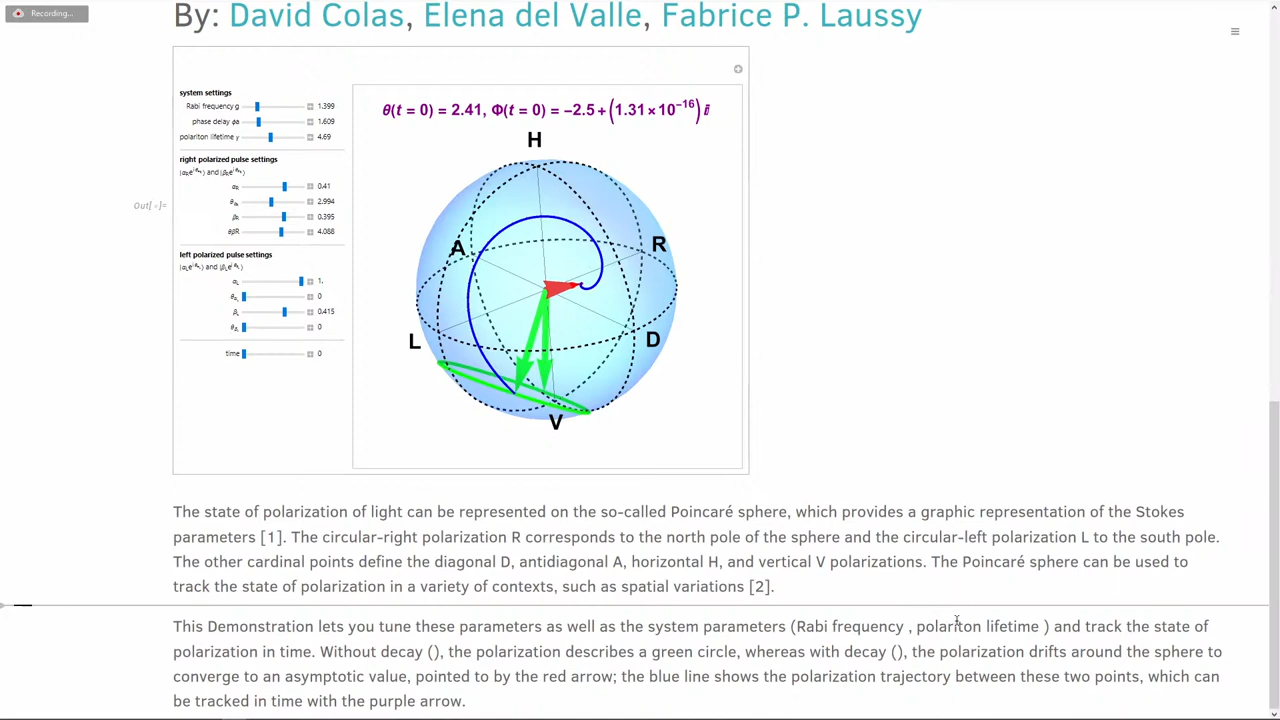 Recording...
By: David Colas, Elena del Valle, Fabrice P. Laussy
system settings
Rabi frequency g 1.399
phase delay ϕa 1.609
polariton lifetime γ 4.69
right polarized pulse settings
and
αR 0.41
2.994
βR 0.395
θβR 4.088
left polarized pulse settings
and
αL 1.
0
βL 0.415
0
time 0
θ(t = 0) = 2.41, Φ(t = 0) = −2.5+(1.31×10⁻¹⁶) i
H
A
R
L
D
V
Out[ ]=
The state of polarization of light can be represented on the so-called Poincaré sphere, which provides a graphic representation of the Stokes
parameters [1]. The circular-right polarization R corresponds to the north pole of the sphere and the circular-left polarization L to the south pole.
The other cardinal points define the diagonal D, antidiagonal A, horizontal H, and vertical V polarizations. The Poincaré sphere can be used to
track the state of polarization in a variety of contexts, such as spatial variations [2].
This Demonstration lets you tune these parameters as well as the system parameters (Rabi frequency , polariton lifetime ) and track the state of
polarization in time. Without decay (), the polarization describes a green circle, whereas with decay (), the polarization drifts around the sphere to
converge to an asymptotic value, pointed to by the red arrow; the blue line shows the polarization trajectory between these two points, which can
be tracked in time with the purple arrow.